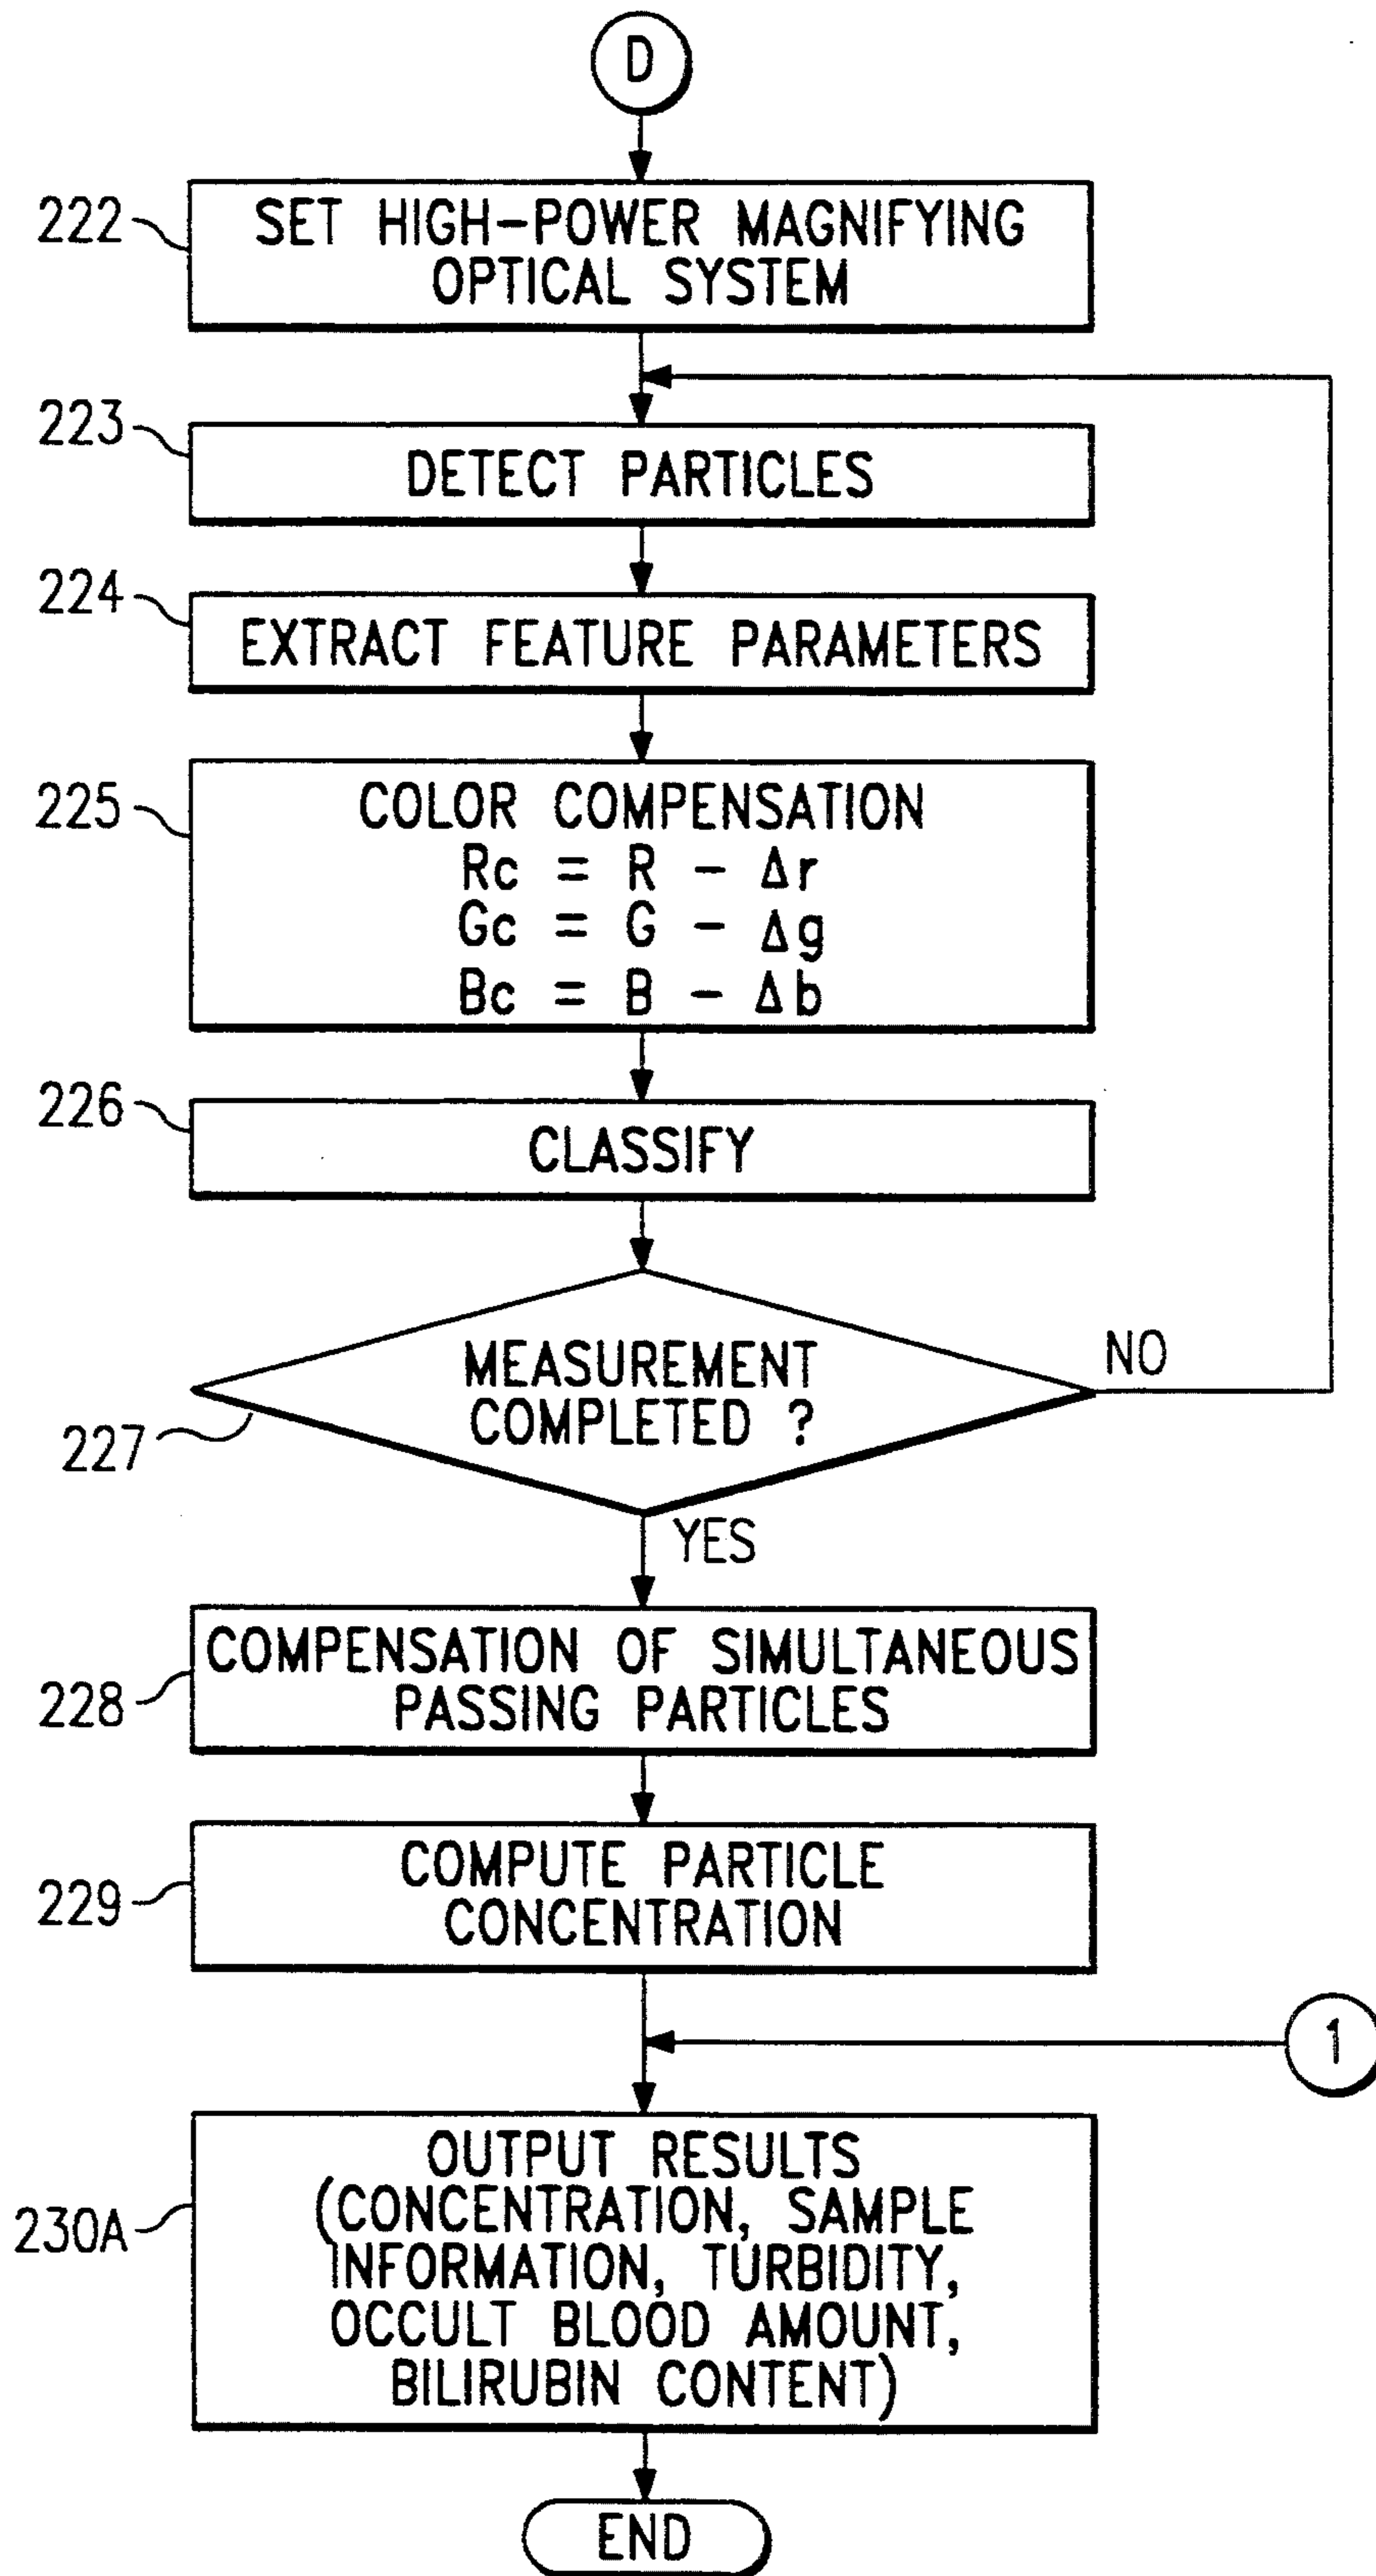 D
222
SET HIGH-POWER MAGNIFYING
OPTICAL SYSTEM
223
DETECT PARTICLES
224
EXTRACT FEATURE PARAMETERS
225
COLOR COMPENSATION
Rc = R - Δr
Gc = G - Δg
Bc = B - Δb
226
CLASSIFY
227
MEASUREMENT
COMPLETED ?
NO
YES
228
COMPENSATION OF SIMULTANEOUS
PASSING PARTICLES
229
COMPUTE PARTICLE
CONCENTRATION
1
230A
OUTPUT RESULTS
(CONCENTRATION, SAMPLE
INFORMATION, TURBIDITY,
OCCULT BLOOD AMOUNT,
BILIRUBIN CONTENT)
END